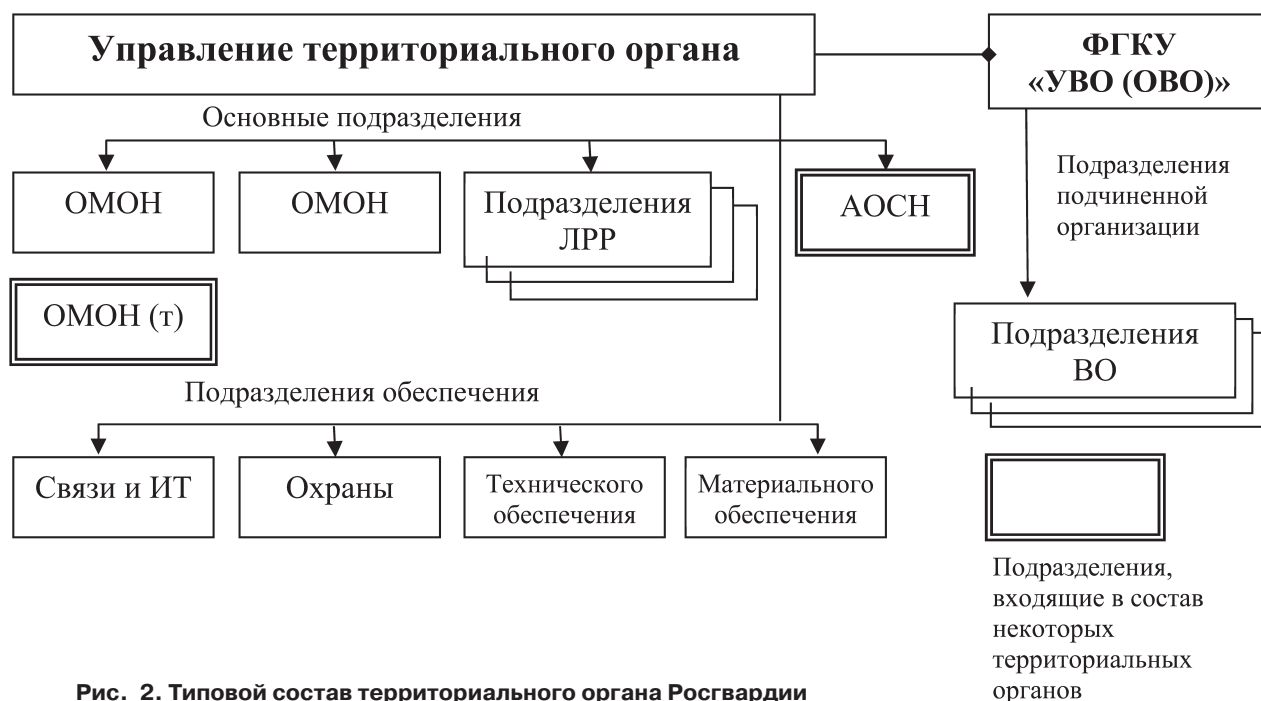 Управление территориального органа
ФГКУ
«УВО (ОВО)»
Основные подразделения
ОМОН
ОМОН
Подразделения
ЛРР
АОСН
Подразделения
подчиненной
организации
ОМОН (т)
Подразделения
ВО
Подразделения обеспечения
Связи и ИТ
Охраны
Технического
обеспечения
Материального
обеспечения
Подразделения,
входящие в состав
некоторых
территориальных
органов
Рис. 2. Типовой состав территориального органа Росгвардии